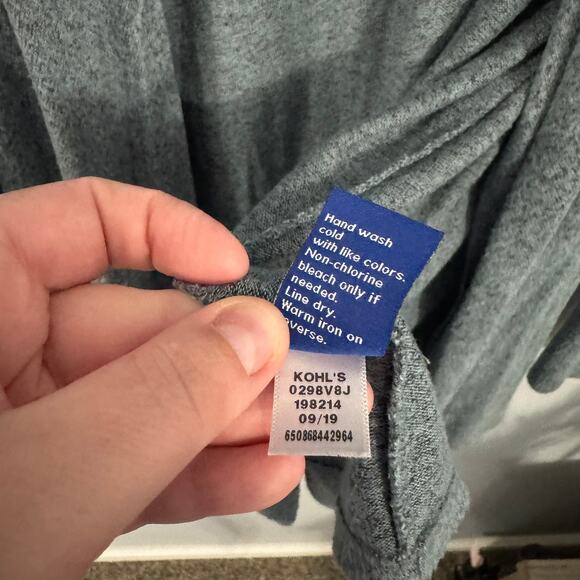 Hand wash
cold
with like colors.
Non-chlorine
bleach only if
needed.
Line dry.
Warm iron on
everse.
KOHL'S
0298V8J
198214
09/19
650868442964